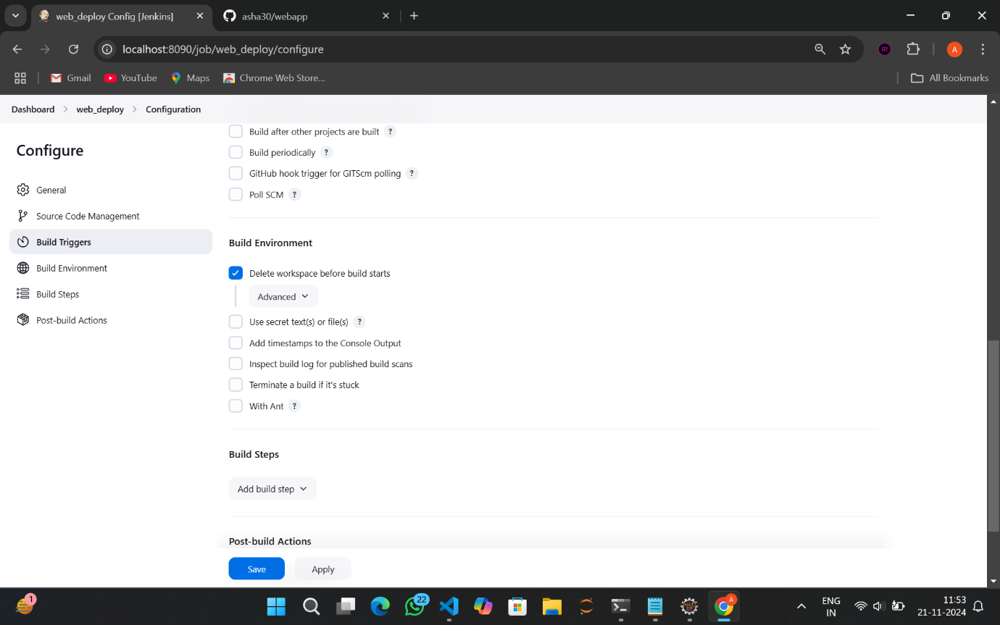 web_deploy Config [Jenkins]
asha30/webapp
localhost:8090/job/web_deploy/configure
BR
A
Gmail
YouTube
Maps
Chrome Web Store...
All Bookmarks
Dashboard
web_deploy
Configuration
Configure
General
Source Code Management
Build Triggers
Build Environment
Build Steps
Post-build Actions
Build after other projects are built ?
Build periodically ?
GitHub hook trigger for GITScm polling ?
Poll SCM ?
Build Environment
Delete workspace before build starts
Advanced
Use secret text(s) or file(s) ?
Add timestamps to the Console Output
Inspect build log for published build scans
Terminate a build if it's stuck
With Ant ?
Build Steps
Add build step
Post-build Actions
Save
Apply
1
22
A
ENG
IN
11:53
21-11-2024